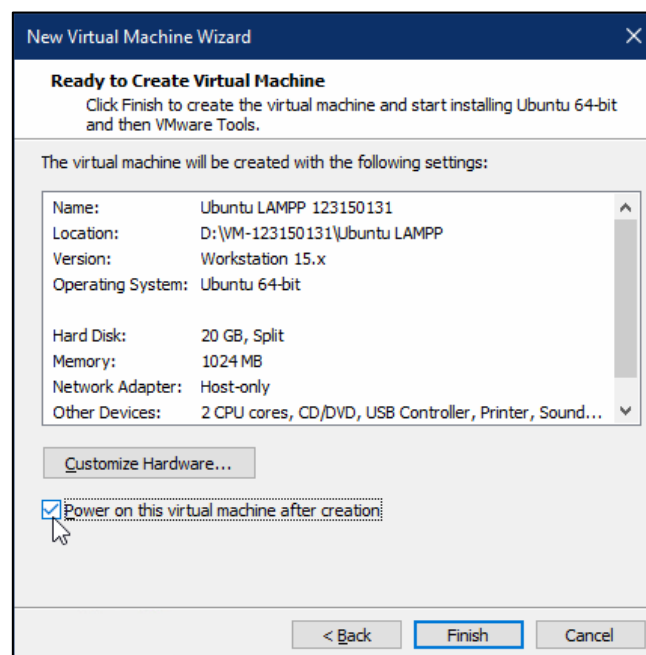 New Virtual Machine Wizard
Ready to Create Virtual Machine
Click Finish to create the virtual machine and start installing Ubuntu 64-bit
and then VMware Tools.
The virtual machine will be created with the following settings:
Name: Ubuntu LAMPP 123150131
Location: D:\VM-123150131\Ubuntu LAMPP
Version: Workstation 15.x
Operating System: Ubuntu 64-bit
Hard Disk: 20 GB, Split
Memory: 1024 MB
Network Adapter: Host-only
Other Devices: 2 CPU cores, CD/DVD, USB Controller, Printer, Sound...
Customize Hardware...
Power on this virtual machine after creation
< Back Finish Cancel